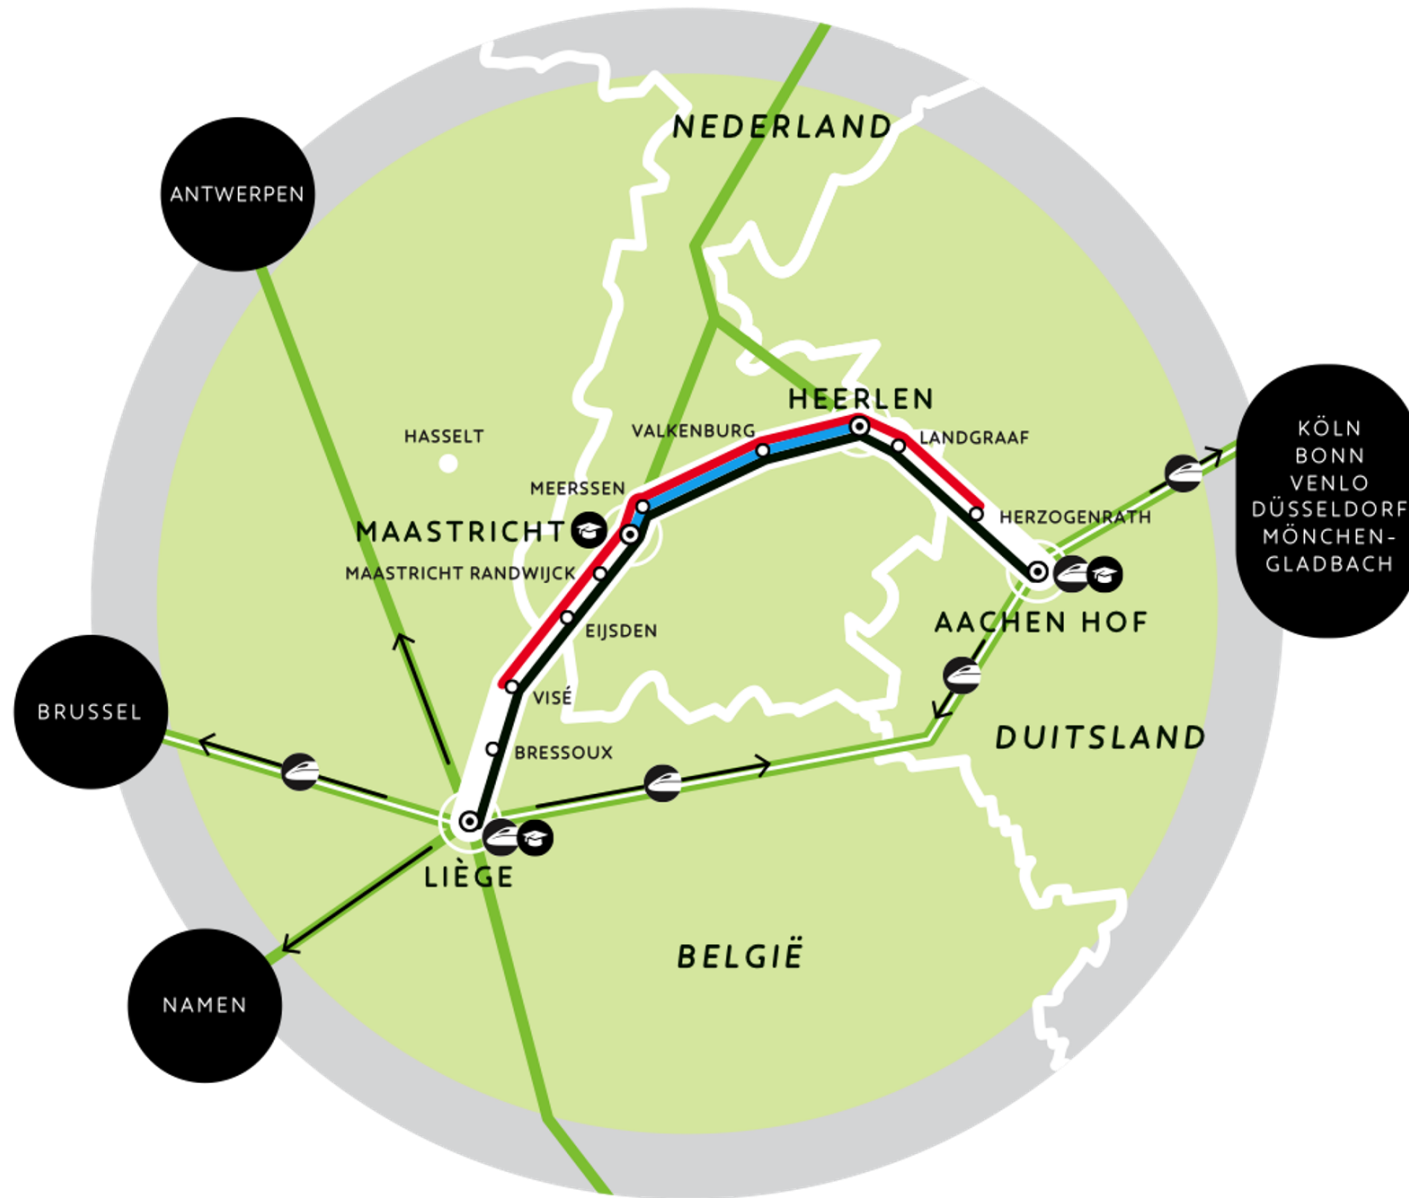 NEDERLAND
ANTWERPEN
HEERLEN
VALKENBURG
LANDGRAAF
HASSELT
KÖLN
BONN
VENLO
DÜSSELDORF
MÖNCHEN-
GLADBACH
MEERSSEN
HERZOGENRATH
MAASTRICHT
MAASTRICHT RANDWIJCK
AACHEN HOF
EIJSDEN
VISÉ
BRUSSEL
DUITSLAND
BRESSOUX
LIÈGE
BELGIË
NAMEN